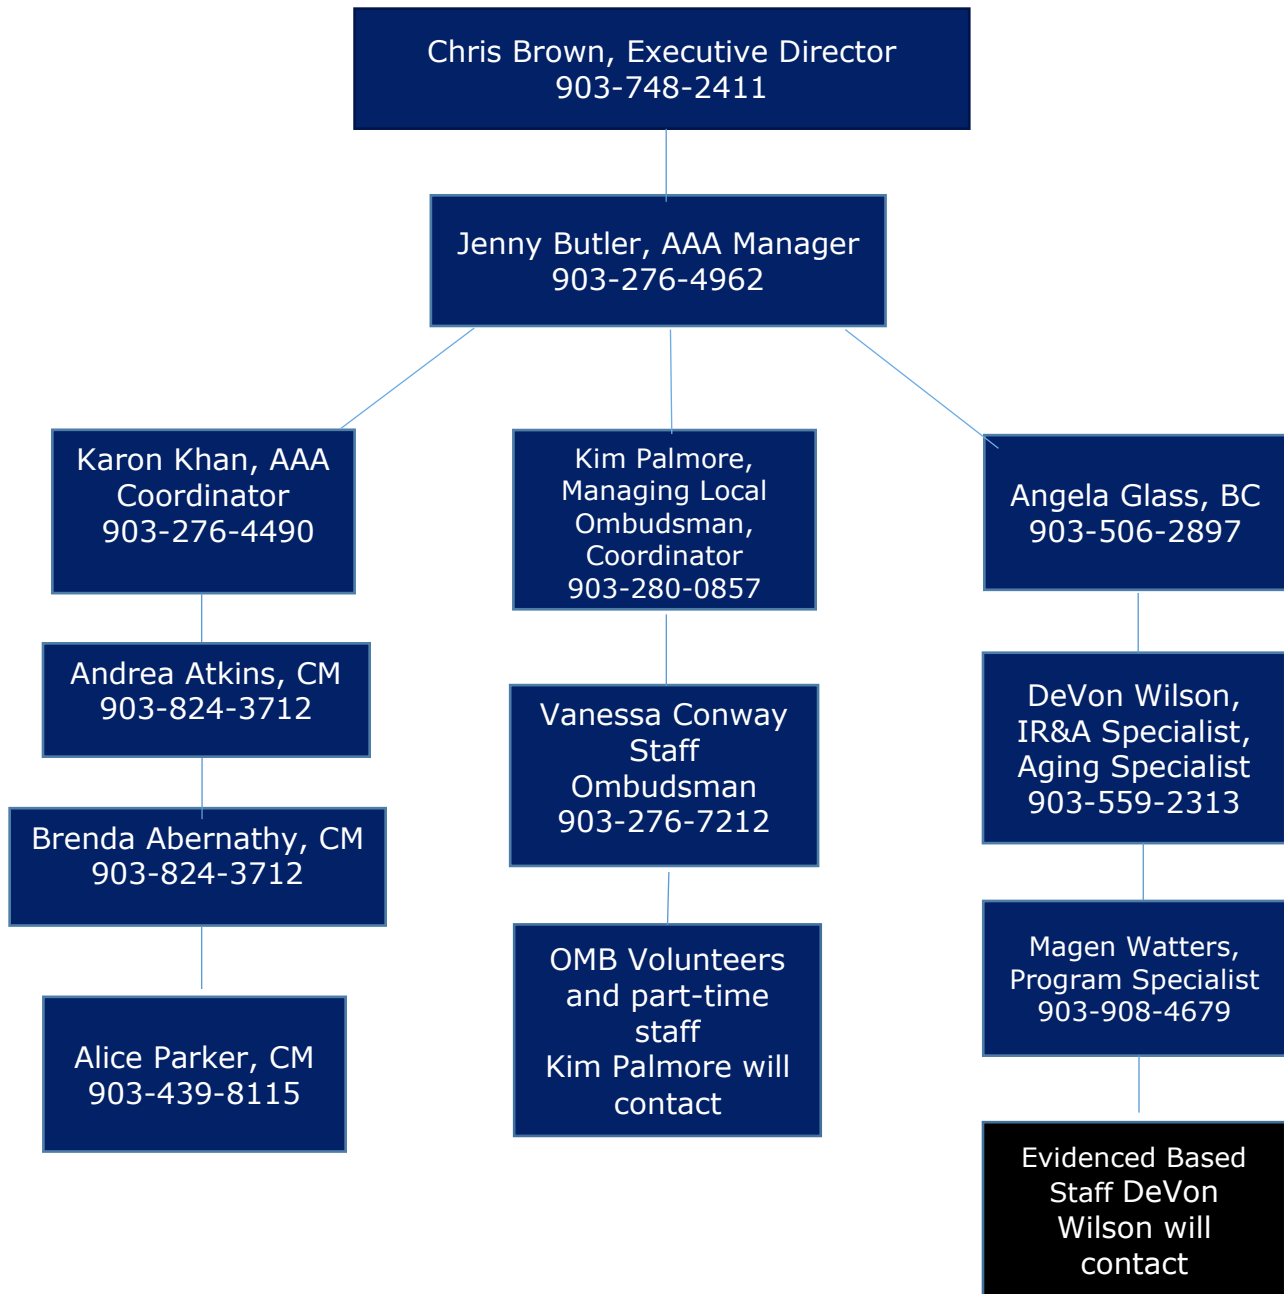 Chris Brown, Executive Director
903-748-2411
Jenny Butler, AAA Manager
903-276-4962
Karon Khan, AAA
Coordinator
903-276-4490
Kim Palmore,
Managing Local
Ombudsman,
Coordinator
903-280-0857
Angela Glass, BC
903-506-2897
Andrea Atkins, CM
903-824-3712
Vanessa Conway
Staff
Ombudsman
903-276-7212
DeVon Wilson,
IR&A Specialist,
Aging Specialist
903-559-2313
Brenda Abernathy, CM
903-824-3712
OMB Volunteers
and part-time
staff
Kim Palmore will
contact
Magen Watters,
Program Specialist
903-908-4679
Alice Parker, CM
903-439-8115
Evidenced Based
Staff DeVon
Wilson will
contact